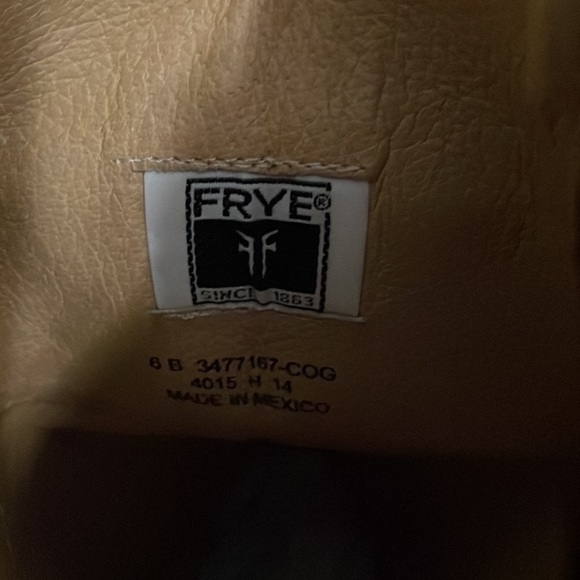 FRYE®
SINCE 1863
6 B 3477167-COG
4015 H 14
MADE IN MEXICO